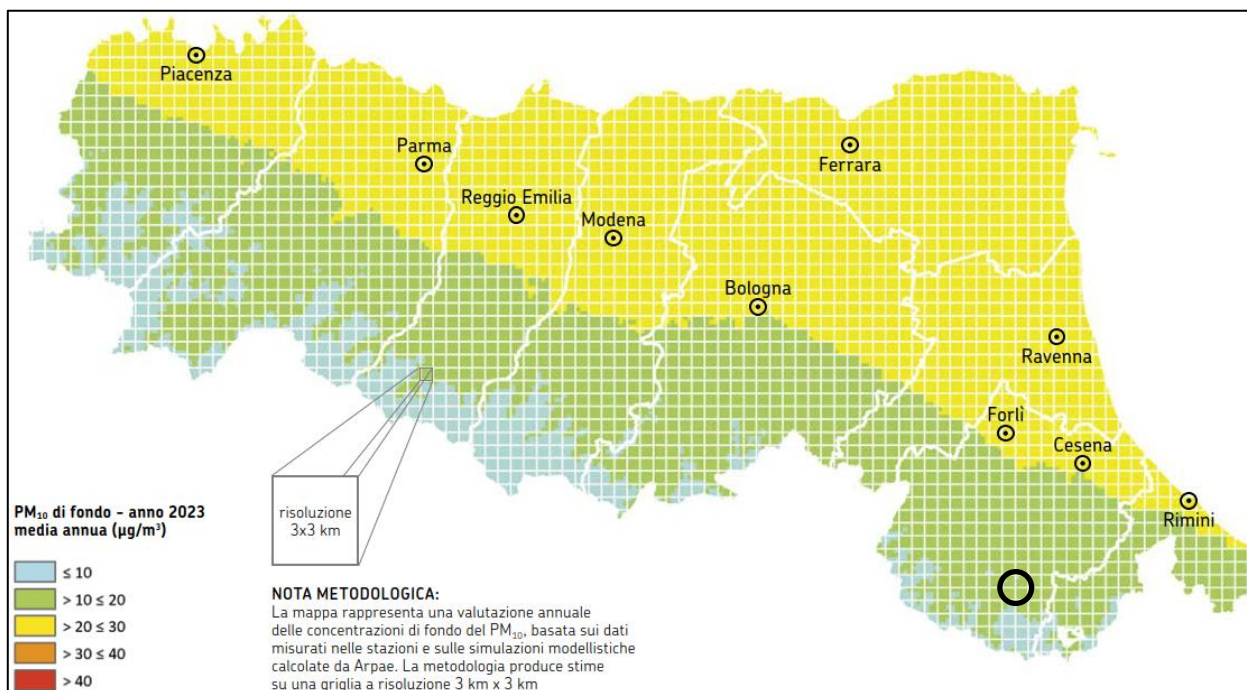 Piacenza
Parma
Ferrara
Reggio Emilia
Modena
Bologna
Ravenna
Forlì
Cesena
Rimini
risoluzione
3x3 km
PM₁₀ di fondo - anno 2023
media annua (µg/m³)
≤ 10
> 10 ≤ 20
> 20 ≤ 30
> 30 ≤ 40
> 40
NOTA METODOLOGICA:
La mappa rappresenta una valutazione annuale
delle concentrazioni di fondo del PM₁₀, basata sui dati
misurati nelle stazioni e sulle simulazioni modellistiche
calcolate da Arpae. La metodologia produce stime
su una griglia a risoluzione 3 km x 3 km